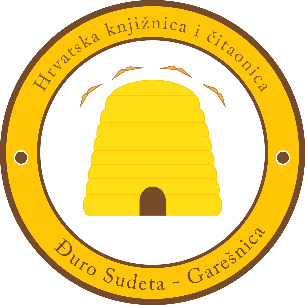 Hrvatska knjižnica i čitaonica
Đuro Sudeta - Garešnica